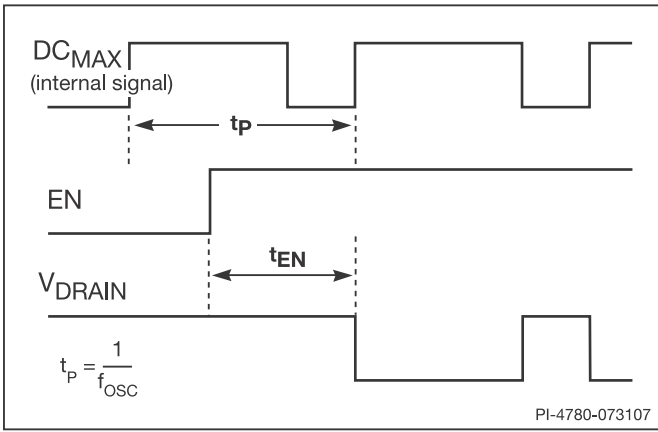 DCMAX
(internal signal)
tP
EN
tEN
VDRAIN
tP = 1/fOSC
PI-4780-073107